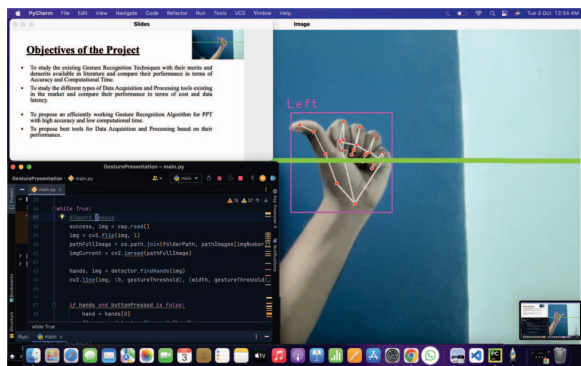 PyCharm File Edit View Navigate Code Refactor Run Tools VCS Window Help Tue 3 Oct 12:34 AM
Slides
Image
Objectives of the Project
• To study the existing Gesture Recognition Techniques with their merits and
demerits available in literature and compare their performance in terms of
Accuracy and Computational Time.
• To study the different types of Data Acquisition and Processing tools existing
in the market and compare their performance in terms of cost and data
latency.
• To propose an efficiently working Gesture Recognition Algorithm for PPT
with high accuracy and low computational time.
• To propose best tools for Data Acquisition and Processing based on their
performance.
Left
GesturePresentation – main.py
GesturePresentation main.py main
Project
main.py
while True:
#import images
success, img = cap.read()
img = cv2.flip(img, 1)
pathFullImage = os.path.join(folderPath, pathImages[imgNumber
imgCurrent = cv2.imread(pathFullImage)
hands, img = detector.findHands(img)
cv2.line(img, (0, gestureThreshold), (width, gestureThreshold),
if hands and buttonPressed is False:
hand = hands[0]
while True
Run: main
Bookmarks
Structure
Notifications